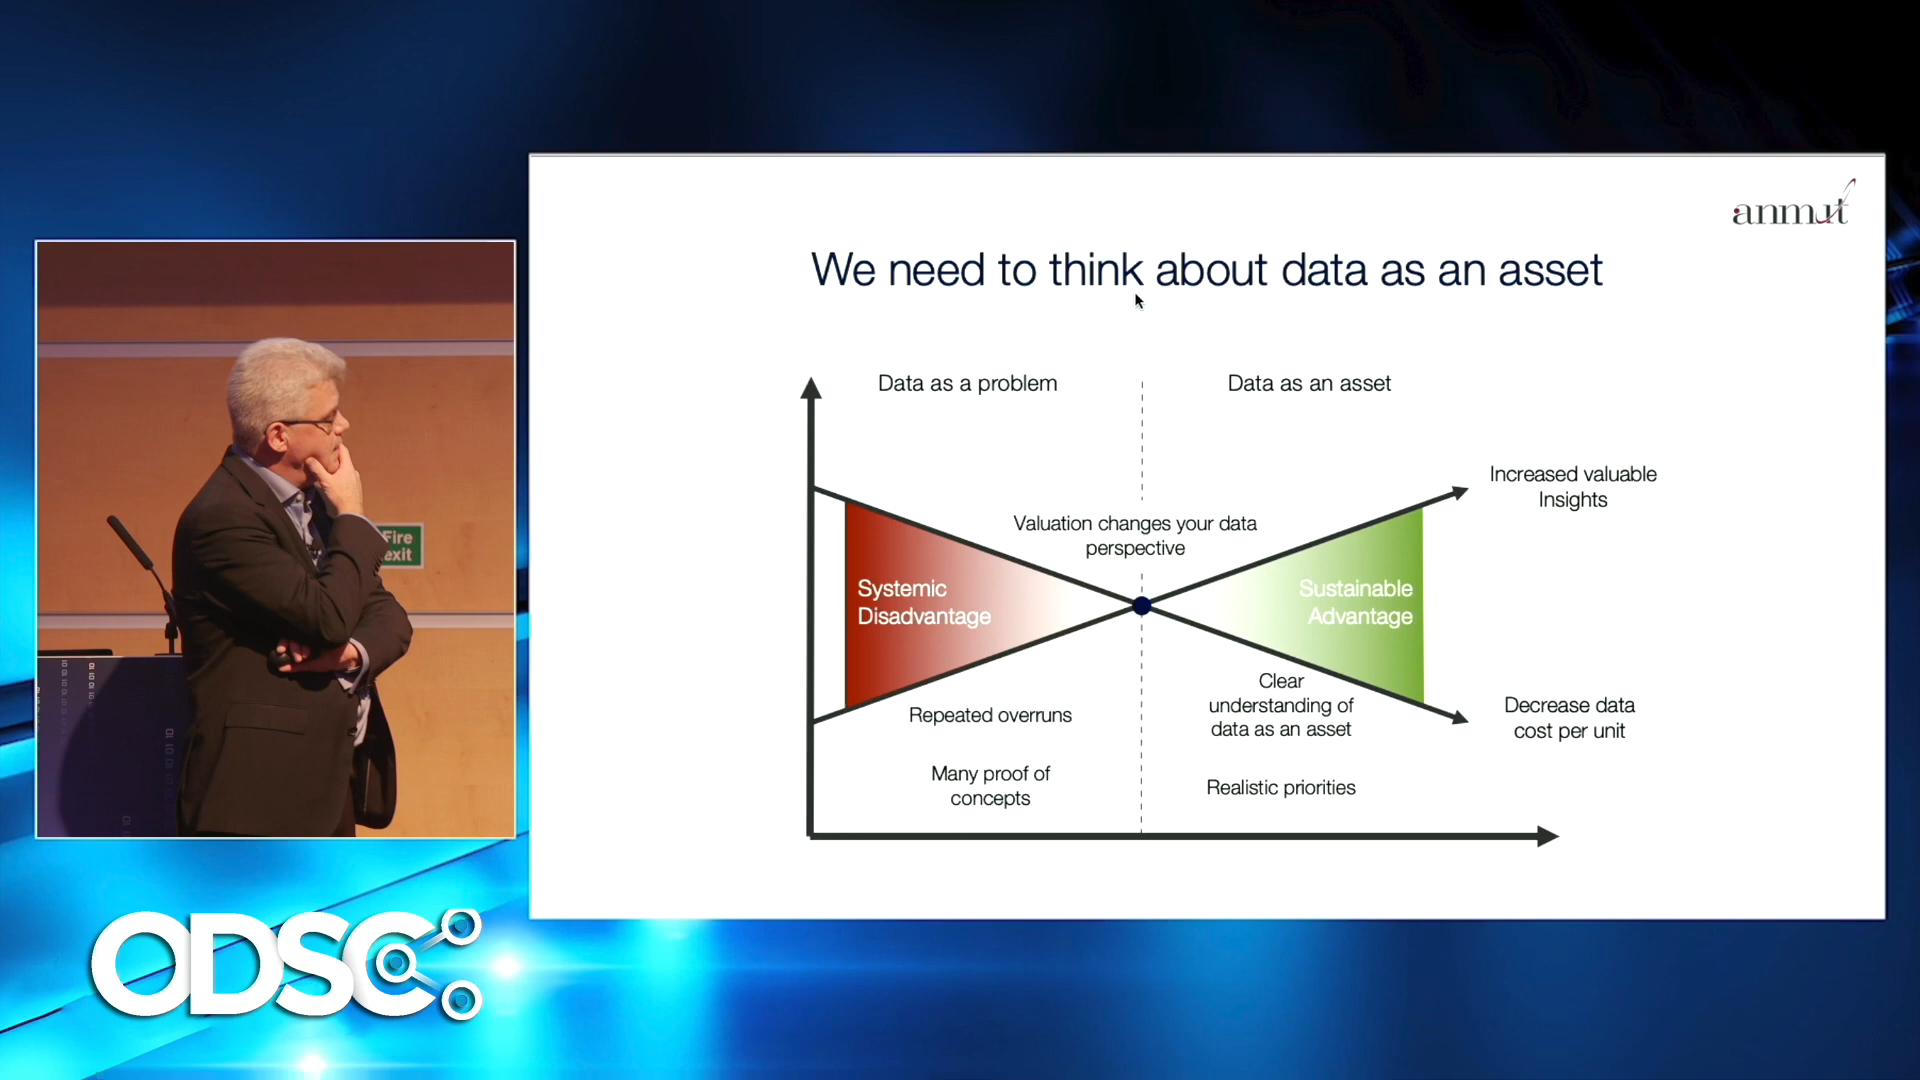 anmut
We need to think about data as an asset
Data as a problem
Data as an asset
Increased valuable
Insights
Valuation changes your data
perspective
Systemic
Disadvantage
Sustainable
Advantage
Clear
understanding of
data as an asset
Repeated overruns
Decrease data
cost per unit
Many proof of
concepts
Realistic priorities
Fire
exit
ODSC